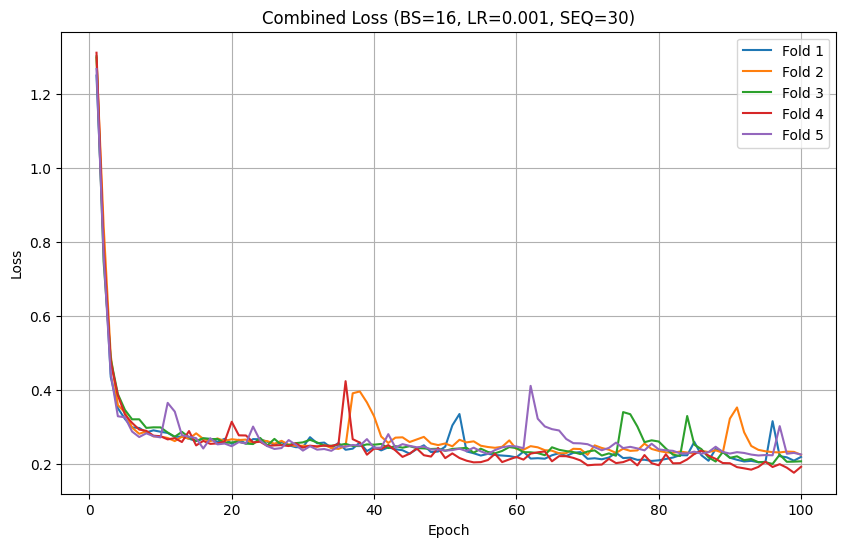 Combined Loss (BS=16, LR=0.001, SEQ=30)
Fold 1
Fold 2
Fold 3
Fold 4
Fold 5
Loss
1.2
1.0
0.8
0.6
0.4
0.2
0
20
40
60
80
100
Epoch